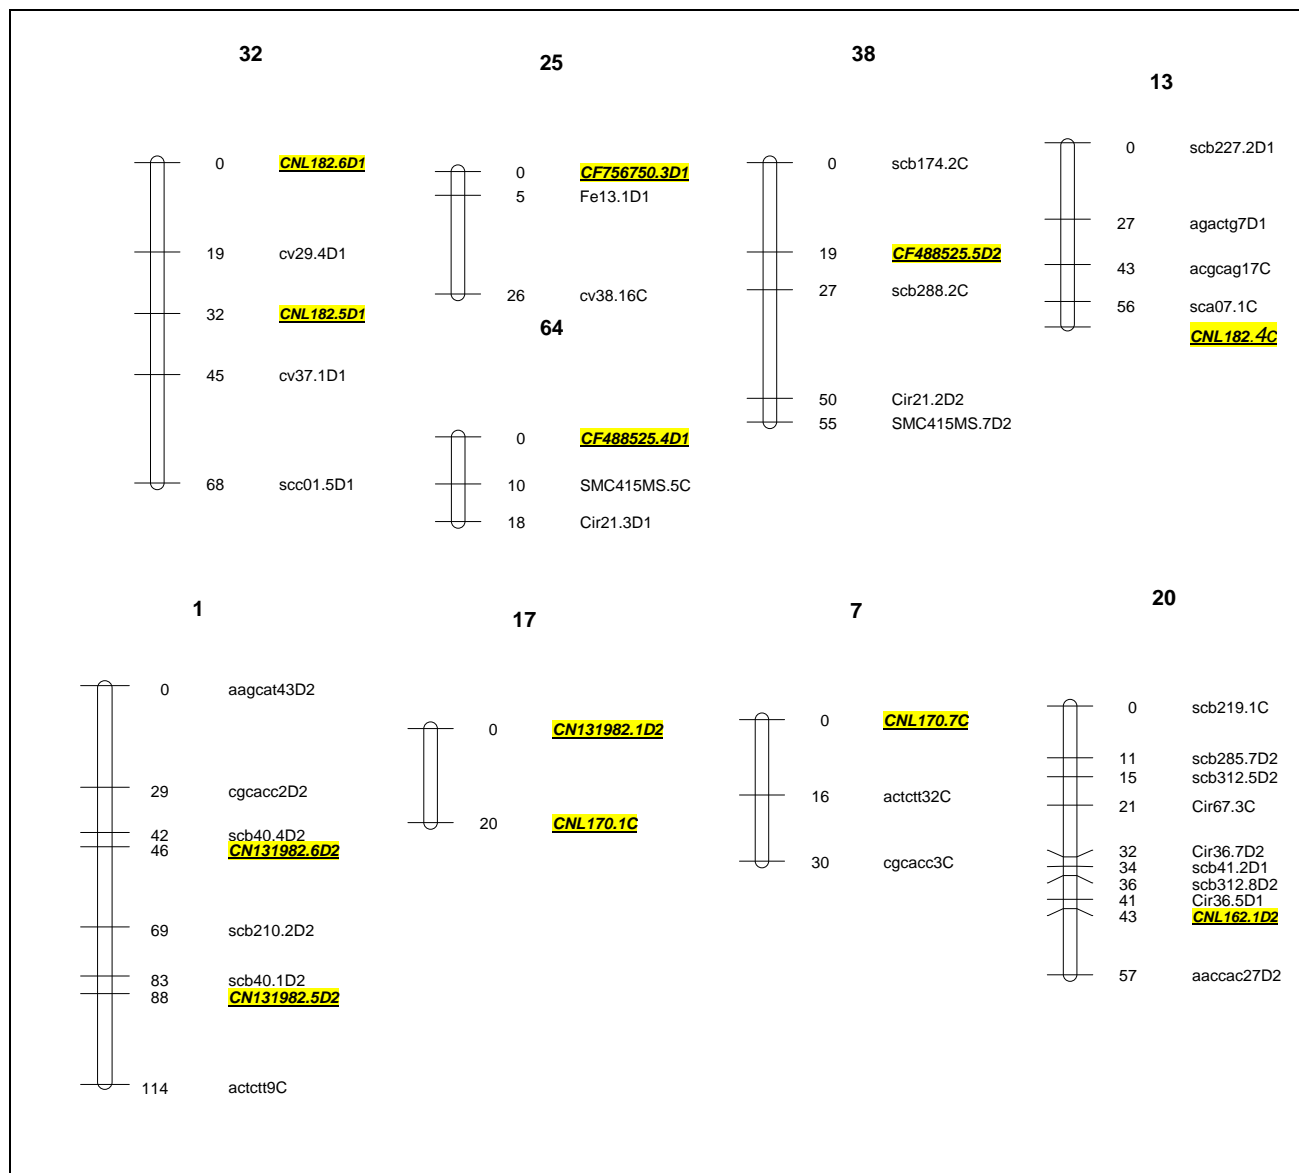 32
0 CNL182.6D1
19 cv29.4D1
32 CNL182.5D1
45 cv37.1D1
68 scc01.5D1
25
0 CF756750.3D1
5 Fe13.1D1
26 cv38.16C
64
0 CF488525.4D1
10 SMC415MS.5C
18 Cir21.3D1
38
0 scb174.2C
19 CF488525.5D2
27 scb288.2C
50 Cir21.2D2
55 SMC415MS.7D2
13
0 scb227.2D1
27 agactg7D1
43 acgcag17C
56 sca07.1C
CNL182.4C
1
0 aagcat43D2
29 cgcacc2D2
42 scb40.4D2
46 CN131982.6D2
69 scb210.2D2
83 scb40.1D2
88 CN131982.5D2
114 actctt9C
17
0 CN131982.1D2
20 CNL170.1C
7
0 CNL170.7C
16 actctt32C
30 cgcacc3C
20
0 scb219.1C
11 scb285.7D2
15 scb312.5D2
21 Cir67.3C
32 Cir36.7D2
34 scb41.2D1
36 scb312.8D2
41 Cir36.5D1
43 CNL162.1D2
57 aaccac27D2